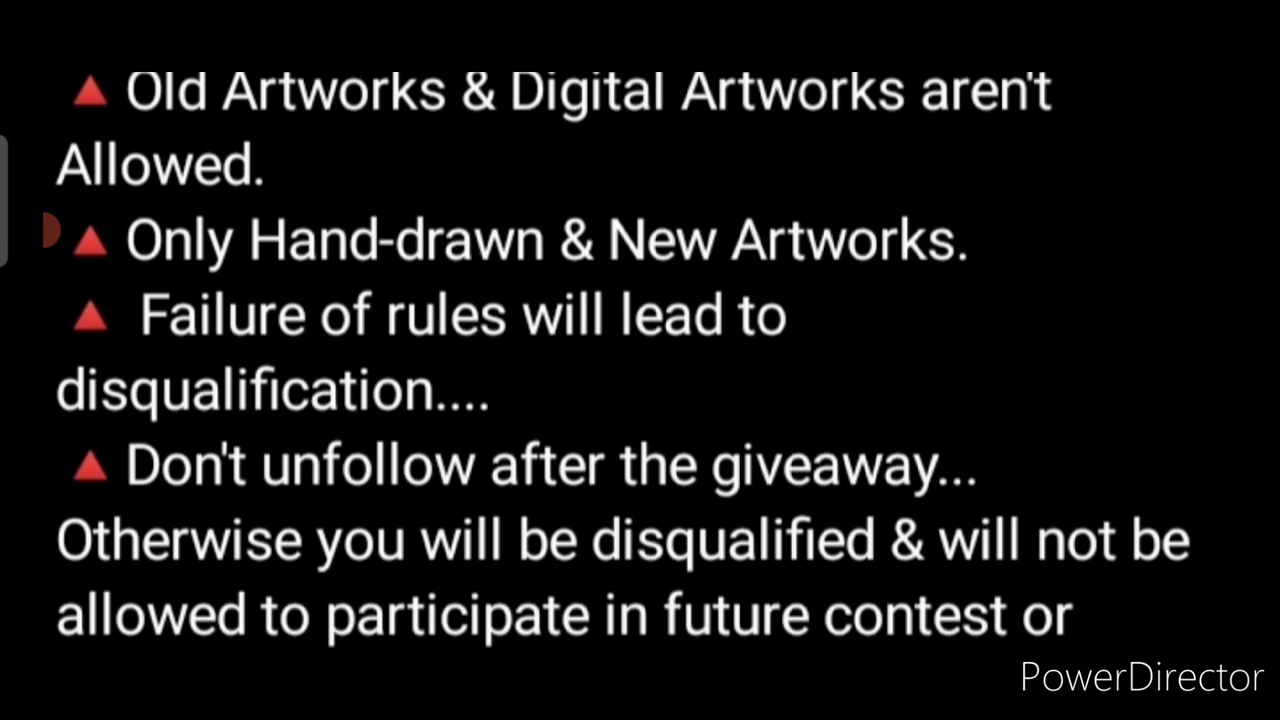 🔺Old Artworks & Digital Artworks aren't
Allowed.
🔺Only Hand-drawn & New Artworks.
🔺 Failure of rules will lead to
disqualification....
🔺Don't unfollow after the giveaway...
Otherwise you will be disqualified & will not be
allowed to participate in future contest or
PowerDirector